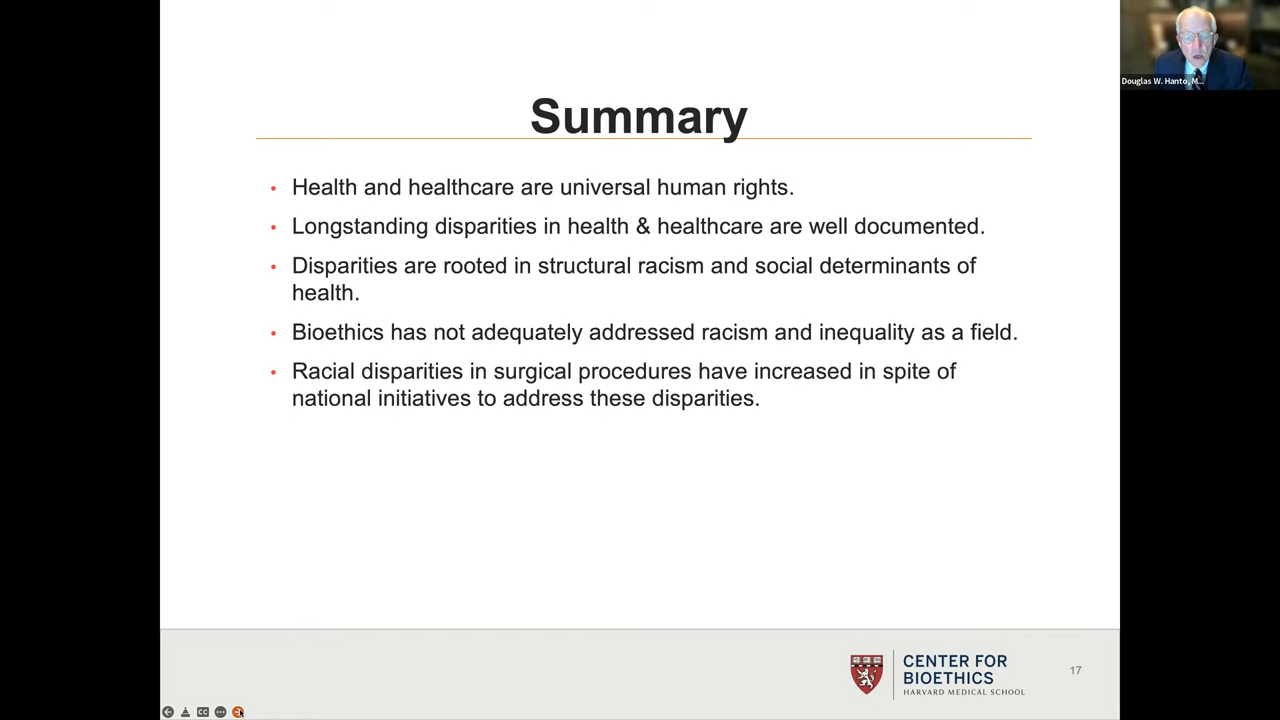 Douglas W. Hanto, M...
Summary
• Health and healthcare are universal human rights.
• Longstanding disparities in health & healthcare are well documented.
• Disparities are rooted in structural racism and social determinants of
health.
• Bioethics has not adequately addressed racism and inequality as a field.
• Racial disparities in surgical procedures have increased in spite of
national initiatives to address these disparities.
CENTER FOR
BIOETHICS
HARVARD MEDICAL SCHOOL
17
CC